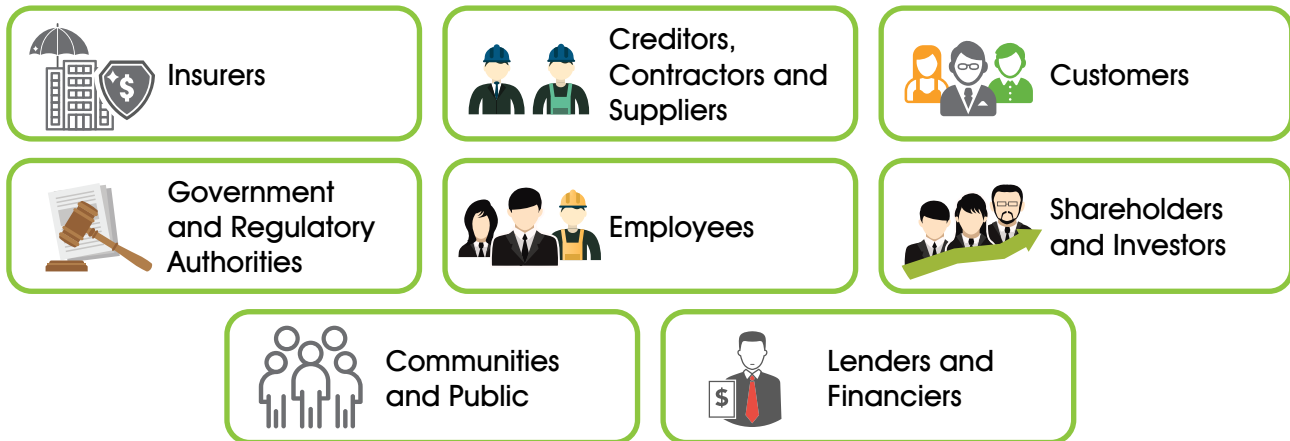 Insurers
Creditors,
Contractors and
Suppliers
Customers
Government
and Regulatory
Authorities
Employees
Shareholders
and Investors
Communities
and Public
$
Lenders and
Financiers
$